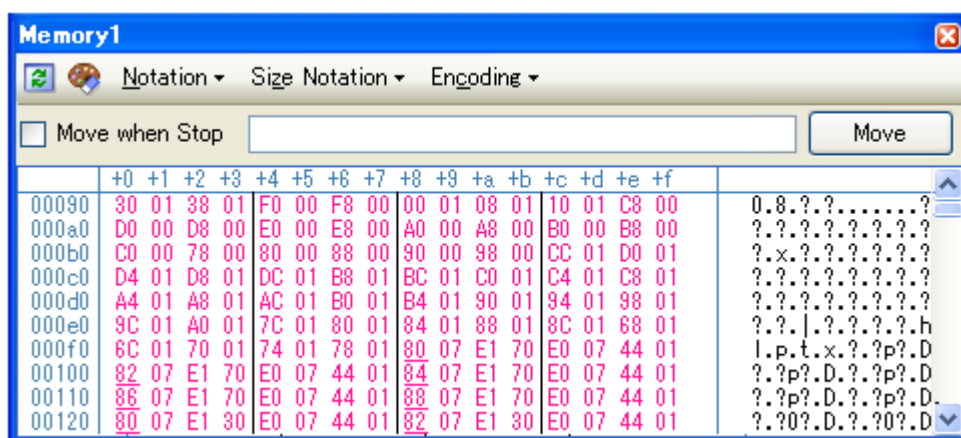 Memory1
Notation Size Notation Encoding
Move when Stop Move
+0 +1 +2 +3 +4 +5 +6 +7 +8 +9 +a +b +c +d +e +f
00090 30 01 38 01 F0 00 F8 00 00 01 08 01 10 01 C8 00 0.8.?.?.......?.
000a0 D0 00 D8 00 E0 00 E8 00 A0 00 A8 00 B0 00 B8 00 ?.?.?.?.?.?.?.?.
000b0 C0 00 78 00 80 00 88 00 90 00 98 00 CC 01 D0 01 ?.x.?.?.?.?.?.?.
000c0 D4 01 D8 01 DC 01 B8 01 BC 01 C0 01 C4 01 C8 01 ?.?.?.?.?.?.?.?.
000d0 A4 01 A8 01 AC 01 B0 01 B4 01 90 01 94 01 98 01 ?.?.?.?.?.?.?.?.
000e0 9C 01 A0 01 7C 01 80 01 84 01 88 01 8C 01 68 01 ?.?.|.?.?.?.?.h
000f0 6C 01 70 01 74 01 78 01 80 07 E1 70 E0 07 44 01 l.p.t.x.?.?p?.D
00100 82 07 E1 70 E0 07 44 01 84 07 E1 70 E0 07 44 01 ?.?p?.D.?.?p?.D
00110 86 07 E1 70 E0 07 44 01 88 07 E1 70 E0 07 44 01 ?.?p?.D.?.?p?.D.
00120 80 07 E1 30 E0 07 44 01 82 07 E1 30 E0 07 44 01 ?.?0?.D.?.?0?.D